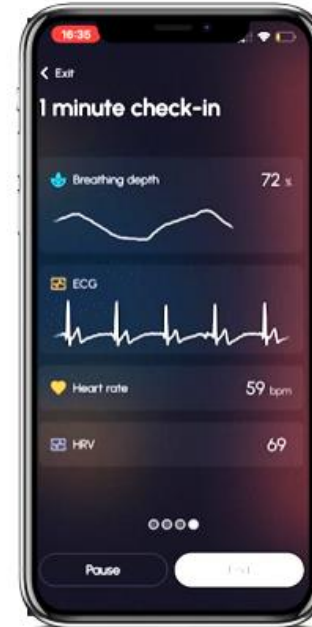 16:35
Exit
1 minute check-in
Breathing depth 72 %
ECG
Heart rate 59 bpm
HRV 69
Pause